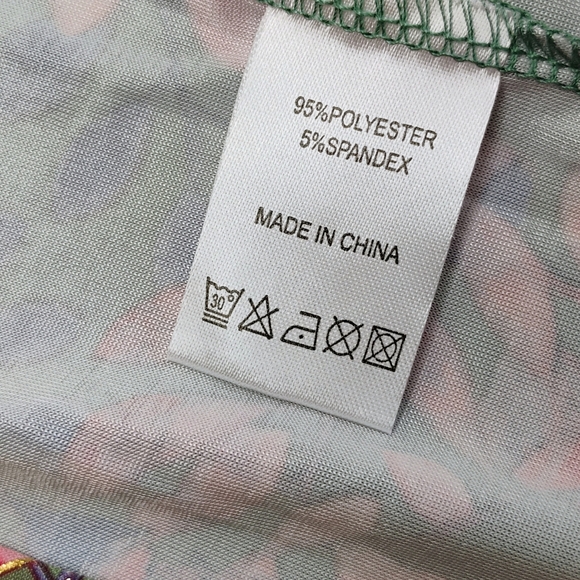 95%POLYESTER
5%SPANDEX
MADE IN CHINA
30°